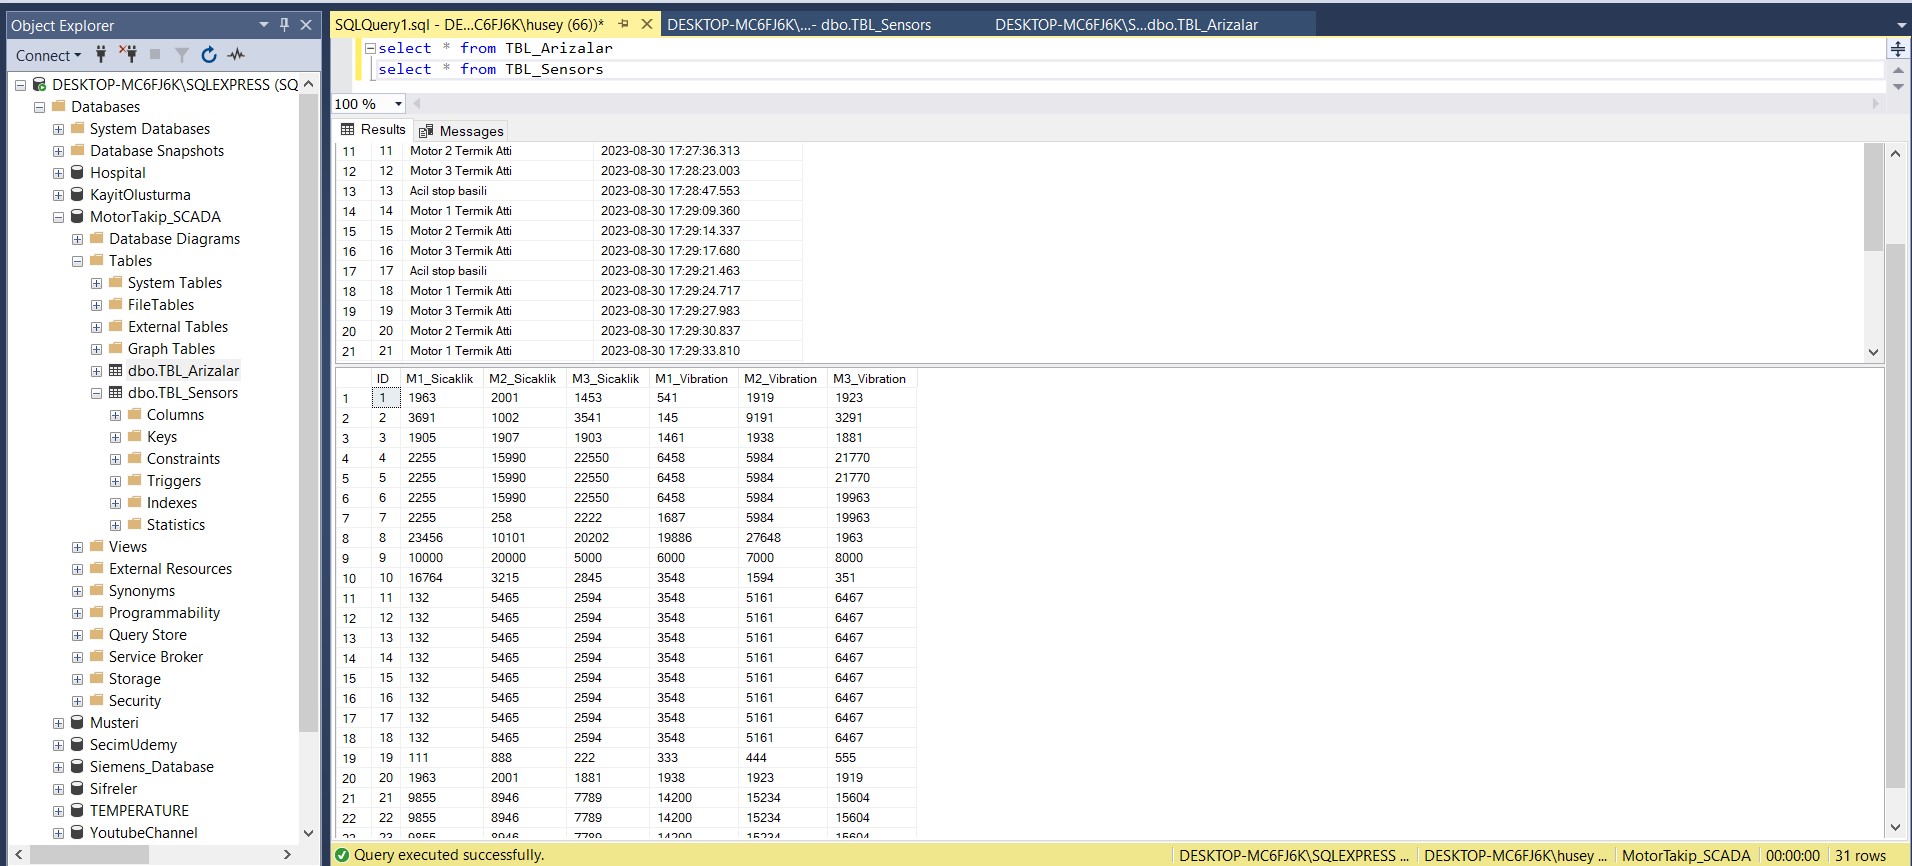 Object Explorer
Connect
DESKTOP-MC6FJ6K\SQLEXPRESS (SQ
Databases
System Databases
Database Snapshots
Hospital
KayitOlusturma
MotorTakip_SCADA
Database Diagrams
Tables
System Tables
FileTables
External Tables
Graph Tables
dbo.TBL_Arizalar
dbo.TBL_Sensors
Columns
Keys
Constraints
Triggers
Indexes
Statistics
Views
External Resources
Synonyms
Programmability
Query Store
Service Broker
Storage
Security
Musteri
SecimUdemy
Siemens_Database
Sifreler
TEMPERATURE
YoutubeChannel
SQLQuery1.sql - DE...C6FJ6K\husey (66))* DESKTOP-MC6FJ6K\...- dbo.TBL_Sensors DESKTOP-MC6FJ6K\S...dbo.TBL_Arizalar
select * from TBL_Arizalar
select * from TBL_Sensors
100 %
Results Messages
11 11 Motor 2 Termik Atti 2023-08-30 17:27:36.313
12 12 Motor 3 Termik Atti 2023-08-30 17:28:23.003
13 13 Acil stop basili 2023-08-30 17:28:47.553
14 14 Motor 1 Termik Atti 2023-08-30 17:29:09.360
15 15 Motor 2 Termik Atti 2023-08-30 17:29:14.337
16 16 Motor 3 Termik Atti 2023-08-30 17:29:17.680
17 17 Acil stop basili 2023-08-30 17:29:21.463
18 18 Motor 1 Termik Atti 2023-08-30 17:29:24.717
19 19 Motor 3 Termik Atti 2023-08-30 17:29:27.983
20 20 Motor 2 Termik Atti 2023-08-30 17:29:30.837
21 21 Motor 1 Termik Atti 2023-08-30 17:29:33.810
ID M1_Sicaklik M2_Sicaklik M3_Sicaklik M1_Vibration M2_Vibration M3_Vibration
1 1 1963 2001 1453 541 1919 1923
2 2 3691 1002 3541 145 9191 3291
3 3 1905 1907 1903 1461 1938 1881
4 4 2255 15990 22550 6458 5984 21770
5 5 2255 15990 22550 6458 5984 21770
6 6 2255 15990 22550 6458 5984 19963
7 7 2255 258 2222 1687 5984 19963
8 8 23456 10101 20202 19886 27648 1963
9 9 10000 20000 5000 6000 7000 8000
10 10 16764 3215 2845 3548 1594 351
11 11 132 5465 2594 3548 5161 6467
12 12 132 5465 2594 3548 5161 6467
13 13 132 5465 2594 3548 5161 6467
14 14 132 5465 2594 3548 5161 6467
15 15 132 5465 2594 3548 5161 6467
16 16 132 5465 2594 3548 5161 6467
17 17 132 5465 2594 3548 5161 6467
18 18 132 5465 2594 3548 5161 6467
19 19 111 888 222 333 444 555
20 20 1963 2001 1881 1938 1923 1919
21 21 9855 8946 7789 14200 15234 15604
22 22 9855 8946 7789 14200 15234 15604
23 23 9855 8946 7789 14200 15234 15604
Query executed successfully. DESKTOP-MC6FJ6K\SQLEXPRESS ... DESKTOP-MC6FJ6K\husey ... MotorTakip_SCADA 00:00:00 31 rows